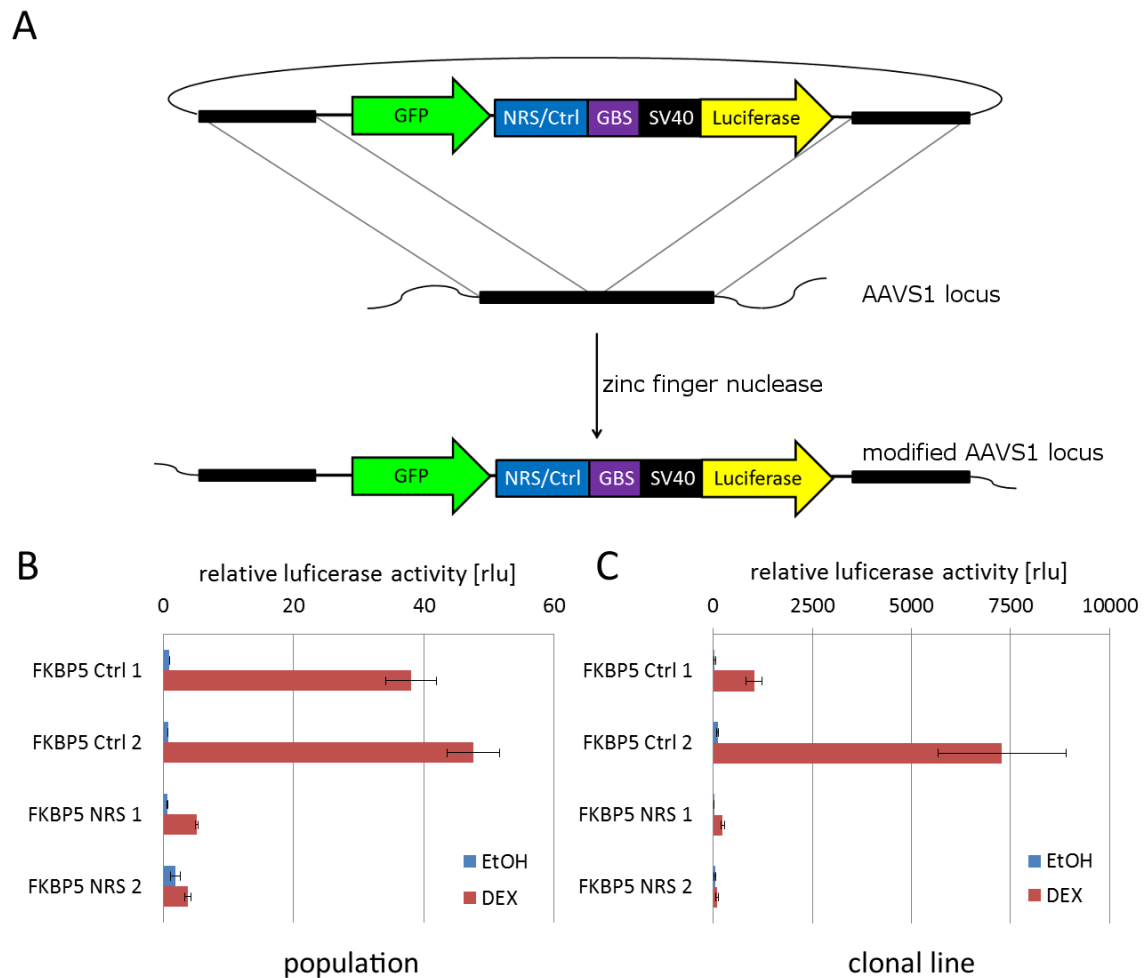 A
GFP
NRS/Ctrl
GBS
SV40
Luciferase
AAVS1 locus
zinc finger nuclease
modified AAVS1 locus
GFP
NRS/Ctrl
GBS
SV40
Luciferase
B
relative luficerase activity [rlu]
0 20 40 60
FKBP5 Ctrl 1
FKBP5 Ctrl 2
FKBP5 NRS 1
FKBP5 NRS 2
EtOH
DEX
population
C
relative luficerase activity [rlu]
0 2500 5000 7500 10000
FKBP5 Ctrl 1
FKBP5 Ctrl 2
FKBP5 NRS 1
FKBP5 NRS 2
EtOH
DEX
clonal line